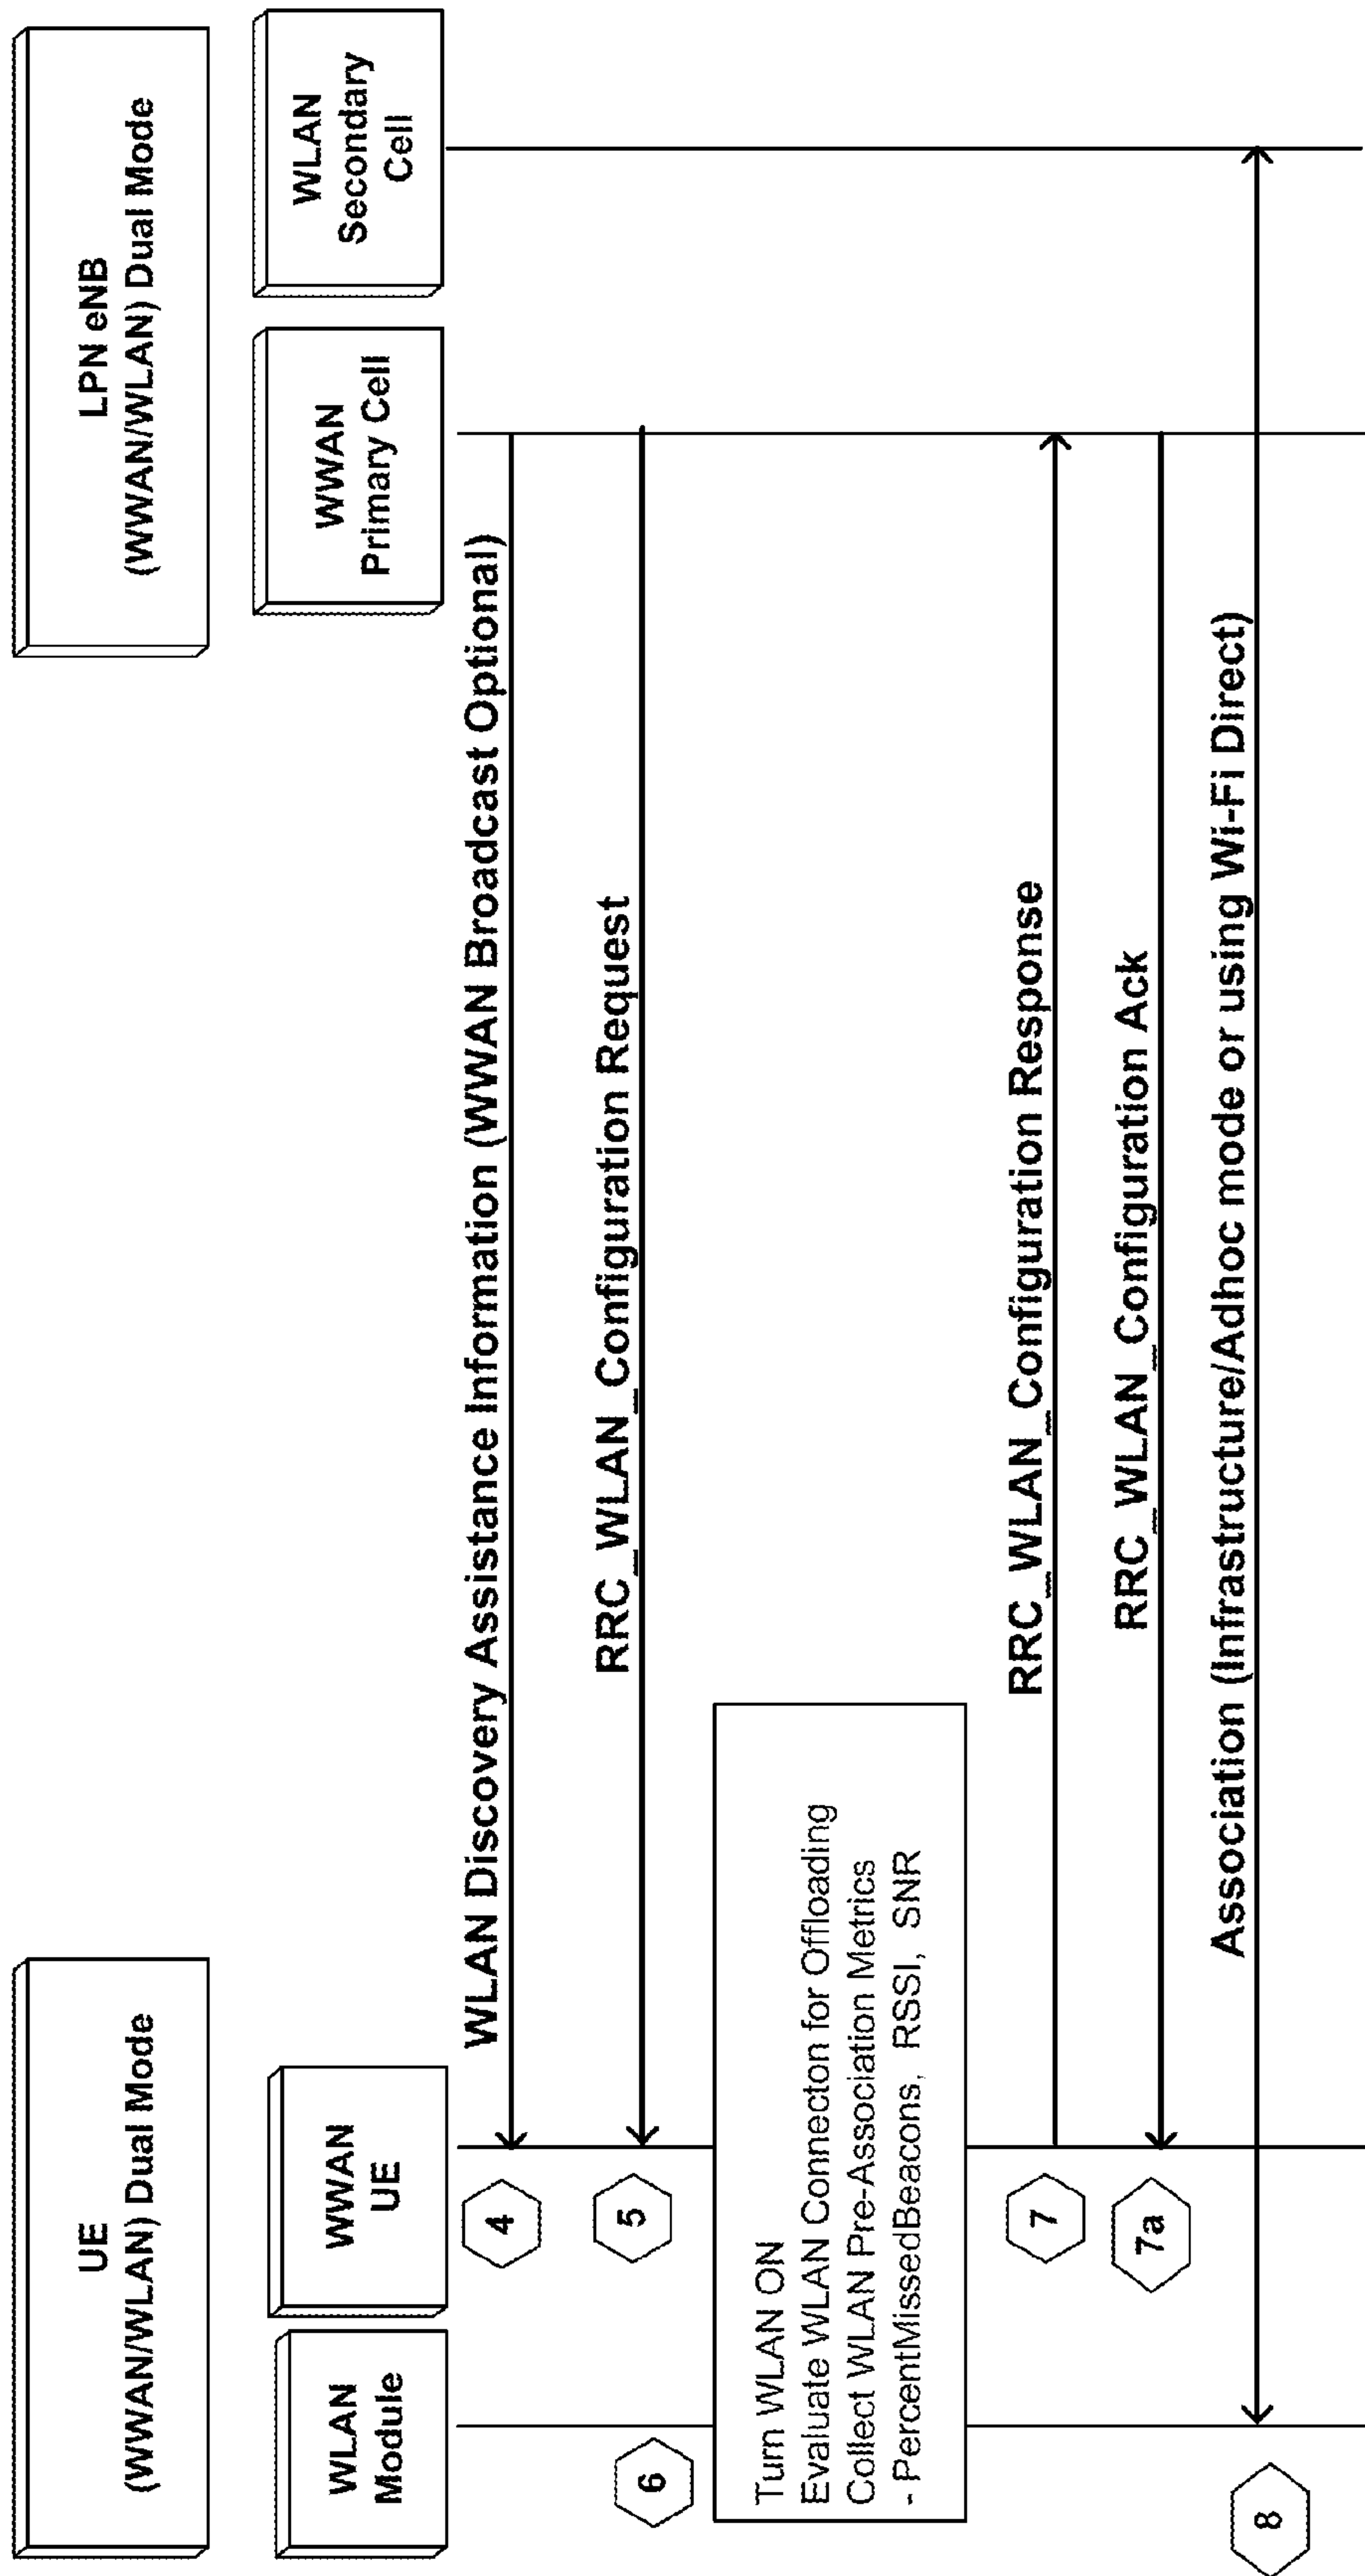 UE
(WWAN/WLAN) Dual Mode
LPN eNB
(WWAN/WLAN) Dual Mode
WLAN
Module
WWAN
UE
WWAN
Primary Cell
WLAN
Secondary
Cell
4
WLAN Discovery Assistance Information (WWAN Broadcast Optional)
5
RRC_WLAN_Configuration Request
6
Turn WLAN ON
Evaluate WLAN Connecton for Offloading
Collect WLAN Pre-Association Metrics
- PercentMissedBeacons, RSSI, SNR
7
RRC_WLAN_Configuration Response
7a
RRC_WLAN_Configuration Ack
8
Association (Infrastructure/Adhoc mode or using Wi-Fi Direct)